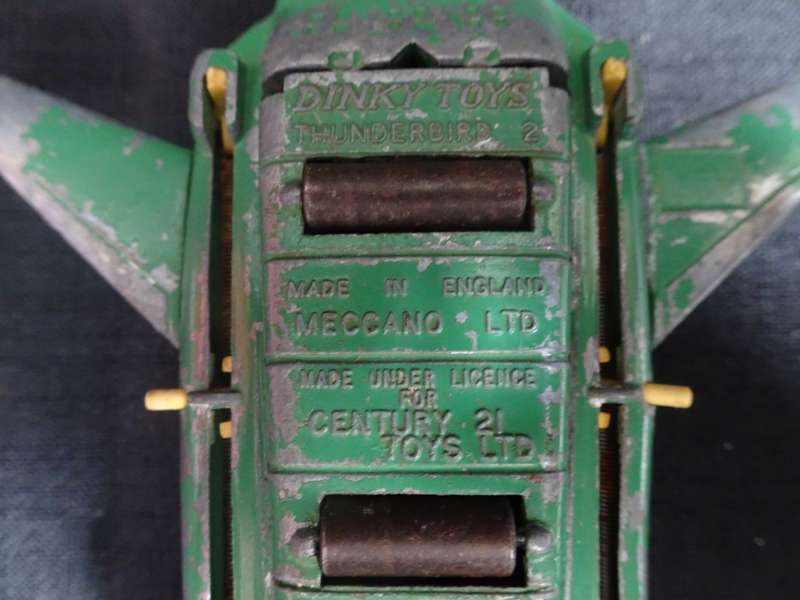 DINKY TOYS
THUNDERBIRD 2
MADE IN ENGLAND
MECCANO LTD
MADE UNDER LICENCE
FOR
CENTURY 21
TOYS LTD